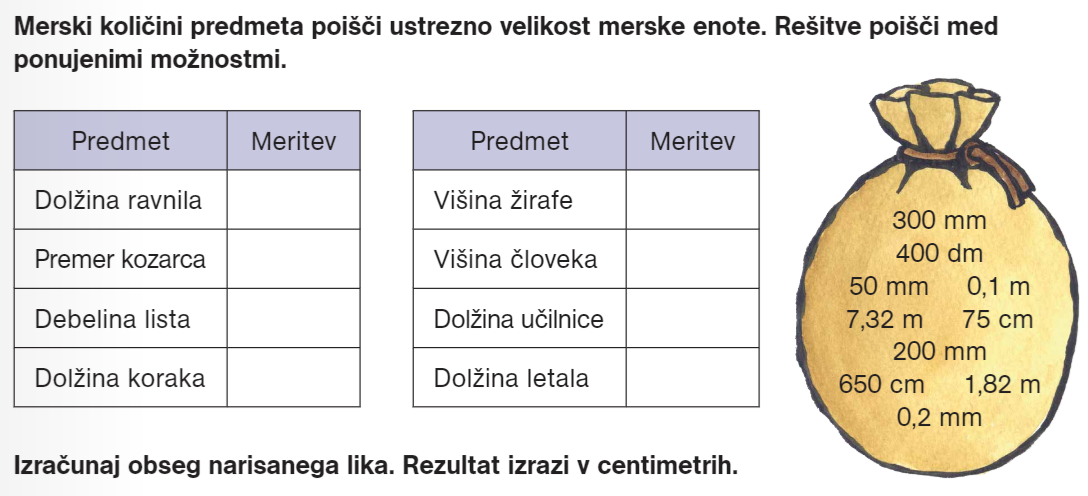 Merski količini predmeta poišči ustrezno velikost merske enote. Rešitve poišči med
ponujenimi možnostmi.
Predmet Meritev
Dolžina ravnila
Premer kozarca
Debelina lista
Dolžina koraka
Predmet Meritev
Višina žirafe
Višina človeka
Dolžina učilnice
Dolžina letala
300 mm
400 dm
50 mm 0,1 m
7,32 m 75 cm
200 mm
650 cm 1,82 m
0,2 mm
Izračunaj obseg narisanega lika. Rezultat izrazi v centimetrih.